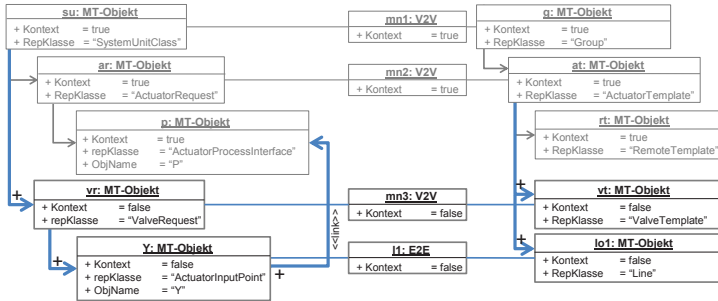 su: MT-Objekt
+ Kontext = true
+ RepKlasse = “SystemUnitClass”
mn1: V2V
+ Kontext = true
g: MT-Objekt
+ Kontext = true
+ RepKlasse = “Group”
ar: MT-Objekt
+ Kontext = true
+ RepKlasse = “ActuatorRequest”
mn2: V2V
+ Kontext = true
at: MT-Objekt
+ Kontext = true
+ RepKlasse = “ActuatorTemplate”
p: MT-Objekt
+ Kontext = true
+ repKlasse = “ActuatorProcessInterface”
+ ObjName = “P”
rt: MT-Objekt
+ Kontext = true
+ RepKlasse = “RemoteTemplate”
+
vr: MT-Objekt
+ Kontext = false
+ repKlasse = “ValveRequest”
<<link>>
mn3: V2V
+ Kontext = false
+
vt: MT-Objekt
+ Kontext = false
+ RepKlasse = “ValveTemplate”
+
Y: MT-Objekt
+ Kontext = false
+ repKlasse = “ActuatorInputPoint”
+ ObjName = “Y”
+
l1: E2E
+ Kontext = false
+
lo1: MT-Objekt
+ Kontext = false
+ RepKlasse = “Line”